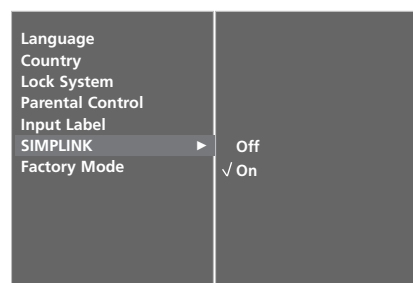 Language
Country
Lock System
Parental Control
Input Label
SIMPLINK ►
Factory Mode
Off
√ On